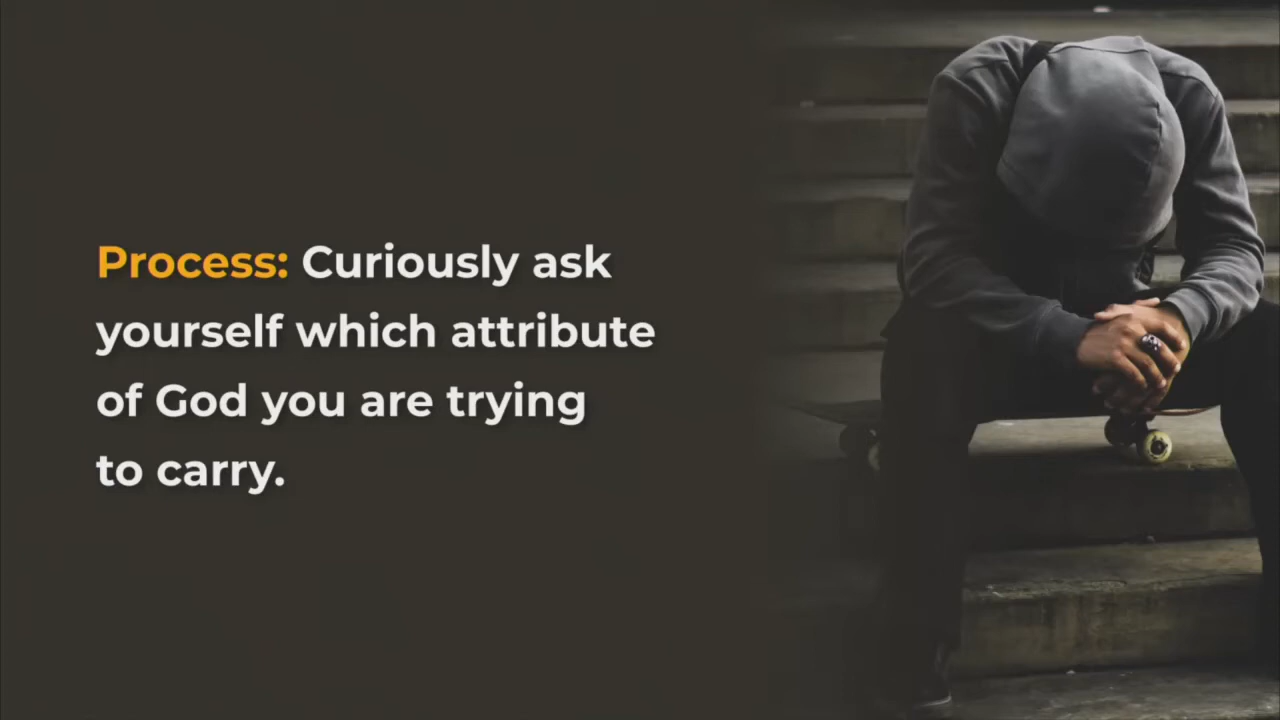 Process: Curiously ask
yourself which attribute
of God you are trying
to carry.